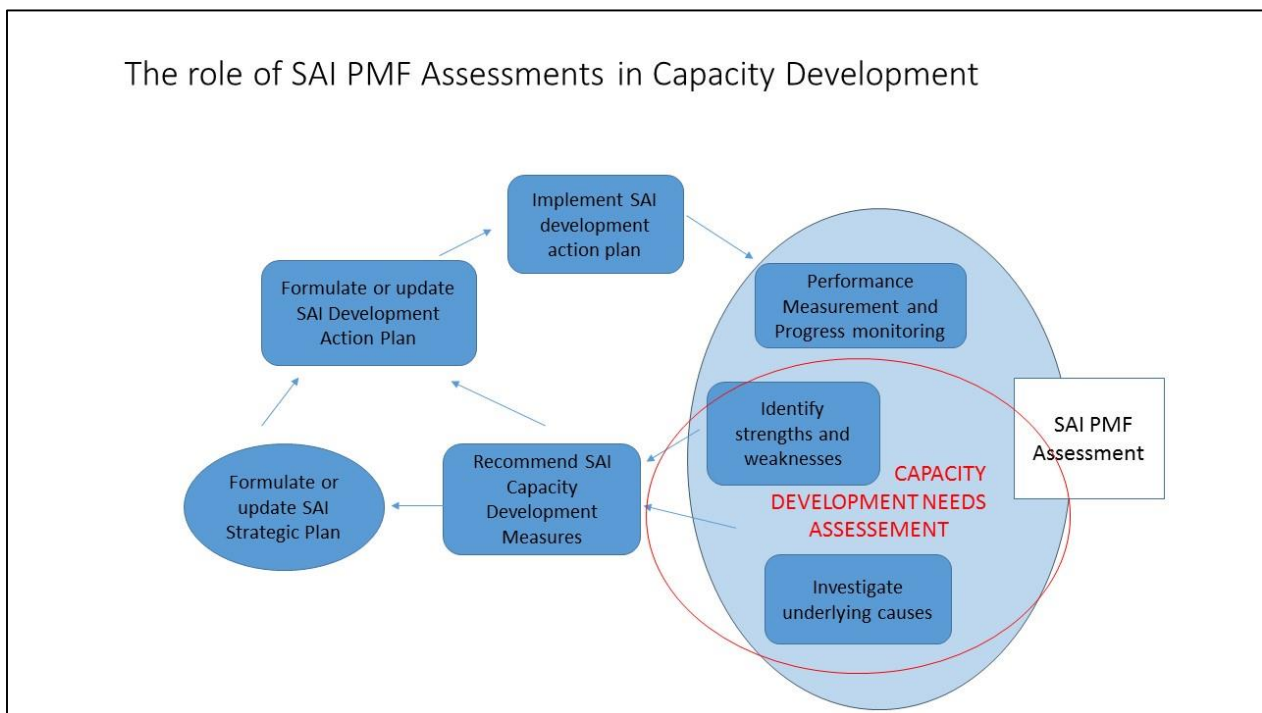 The role of SAI PMF Assessments in Capacity Development
Implement SAI
development
action plan
Formulate or update
SAI Development
Action Plan
Performance
Measurement and
Progress monitoring
Identify
strengths and
weaknesses
SAI PMF
Assessment
Formulate or
update SAI
Strategic Plan
Recommend SAI
Capacity
Development
Measures
CAPACITY
DEVELOPMENT NEEDS
ASSESSEMENT
Investigate
underlying causes